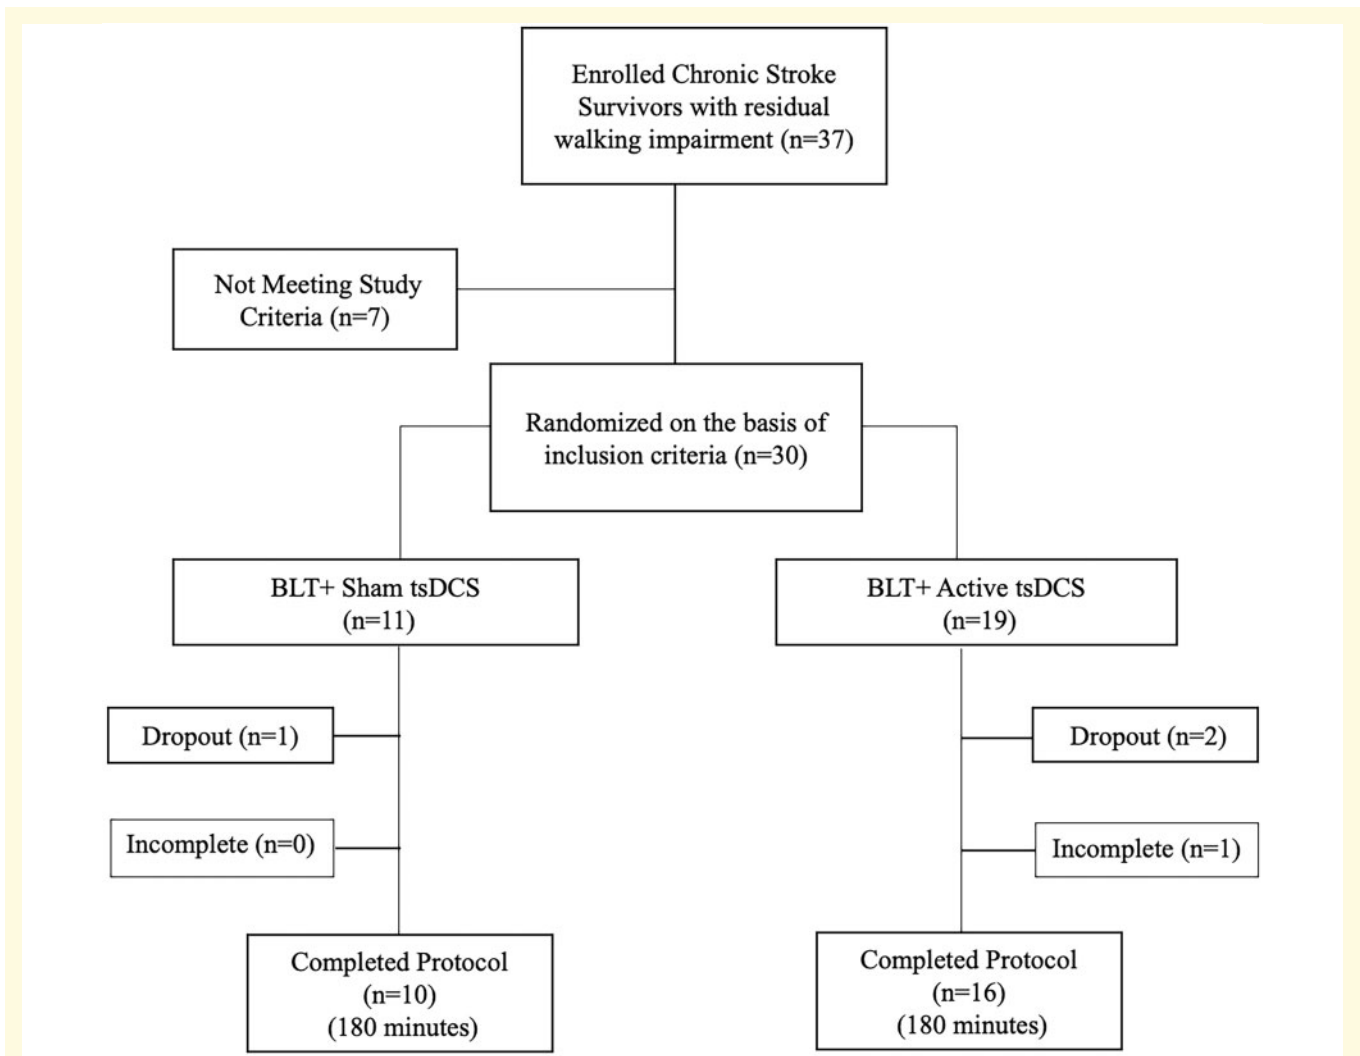 Enrolled Chronic Stroke
Survivors with residual
walking impairment (n=37)
Not Meeting Study
Criteria (n=7)
Randomized on the basis of
inclusion criteria (n=30)
BLT+ Sham tsDCS
(n=11)
BLT+ Active tsDCS
(n=19)
Dropout (n=1)
Dropout (n=2)
Incomplete (n=0)
Incomplete (n=1)
Completed Protocol
(n=10)
(180 minutes)
Completed Protocol
(n=16)
(180 minutes)